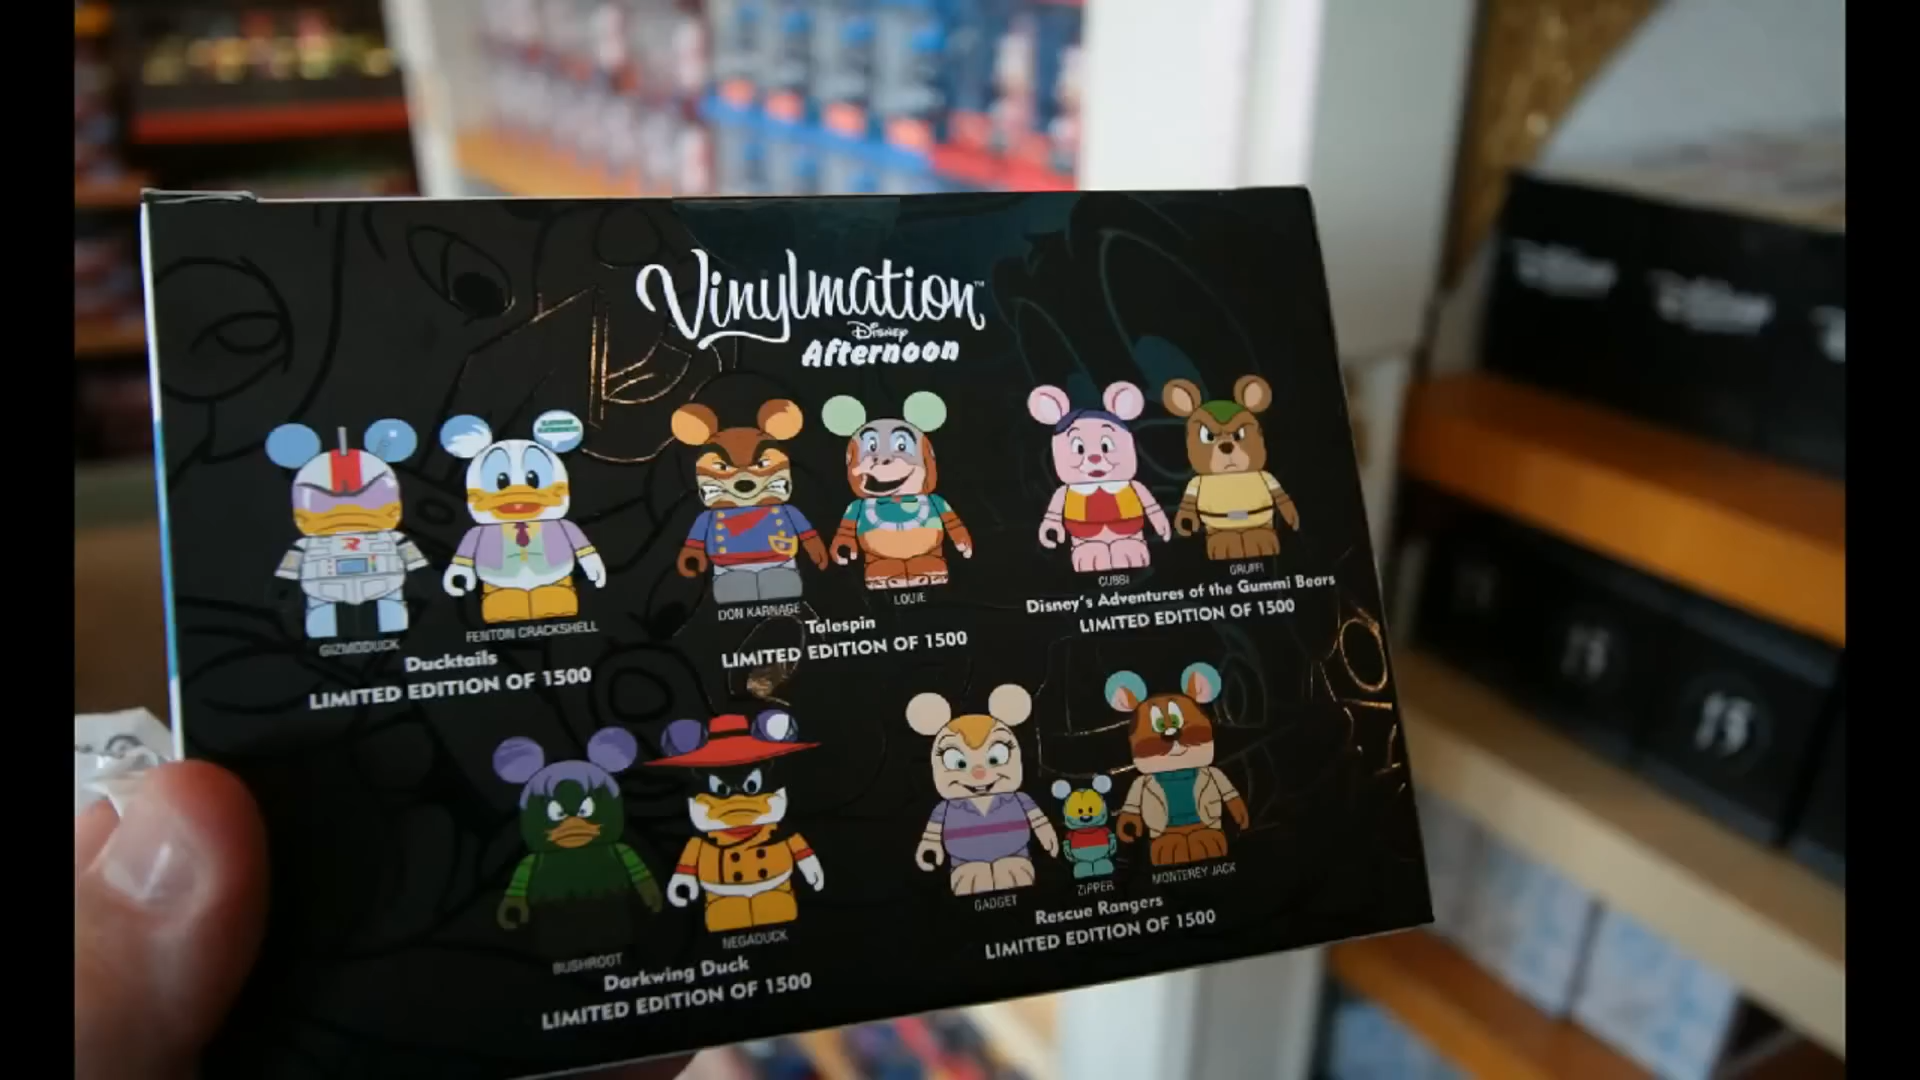 Vinylmation™
Disney
Afternoon
GIZMODUCK
FENTON CRACKSHELL
Ducktails
LIMITED EDITION OF 1500
DON KARNAGE
LOUIE
Talespin
LIMITED EDITION OF 1500
CUBBI
GRUFFI
Disney's Adventures of the Gummi Bears
LIMITED EDITION OF 1500
BUSHROOT
NEGADUCK
Darkwing Duck
LIMITED EDITION OF 1500
GADGET
ZIPPER
MONTEREY JACK
Rescue Rangers
LIMITED EDITION OF 1500